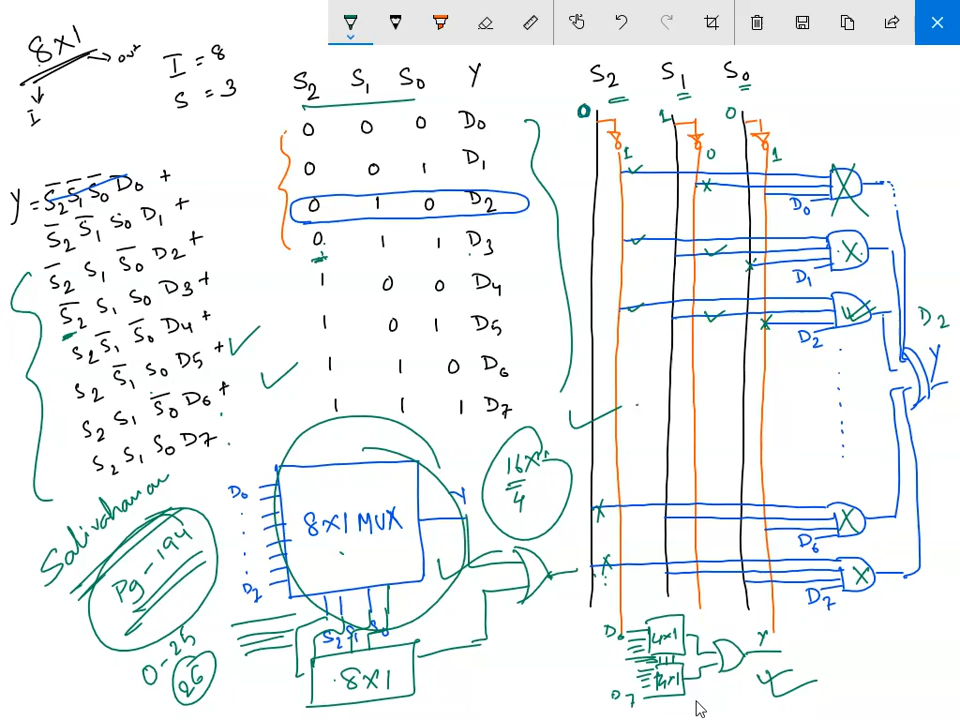 8x1
out
I
I = 8
S = 3
S2 S1 S0 Y
0 0 0 D0
0 0 1 D1
0 1 0 D2
0 1 1 D3
1 0 0 D4
1 0 1 D5
1 1 0 D6
1 1 1 D7
Y = S̅2 S̅1 S̅0 D0 +
S̅2 S̅1 S0 D1 +
S̅2 S1 S̅0 D2 +
S̅2 S1 S0 D3 +
S2 S̅1 S̅0 D4 +
S2 S̅1 S0 D5 +
S2 S1 S̅0 D6 +
S2 S1 S0 D7
Salivahanan
Pg-194
0-25
26
D0
8x1 MUX
Y
D7
S2 S1 S0
8x1
16x1
4
S2 S1 S0
0 1 0
1 0 1
D0
D1
D2
D6
D7
D2
Y
D0
4x1
4x1
D7
Y